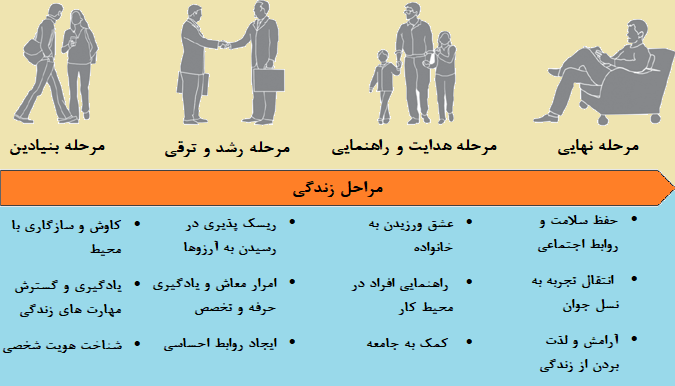 مرحله بنیادین
مرحله رشد و ترقی
مرحله هدایت و راهنمایی
مرحله نهایی
مراحل زندگی
• کاوش و سازگاری با
محیط
• یادگیری و گسترش
مهارت های زندگی
• شناخت هویت شخصی
• ریسک پذیری در
رسیدن به آرزوها
• امرار معاش و یادگیری
حرفه و تخصص
• ایجاد روابط احساسی
• عشق ورزیدن به
خانواده
• راهنمایی افراد در
محیط کار
• کمک به جامعه
• حفظ سلامت و
روابط اجتماعی
• انتقال تجربه به
نسل جوان
• آرامش و لذت
بردن از زندگی